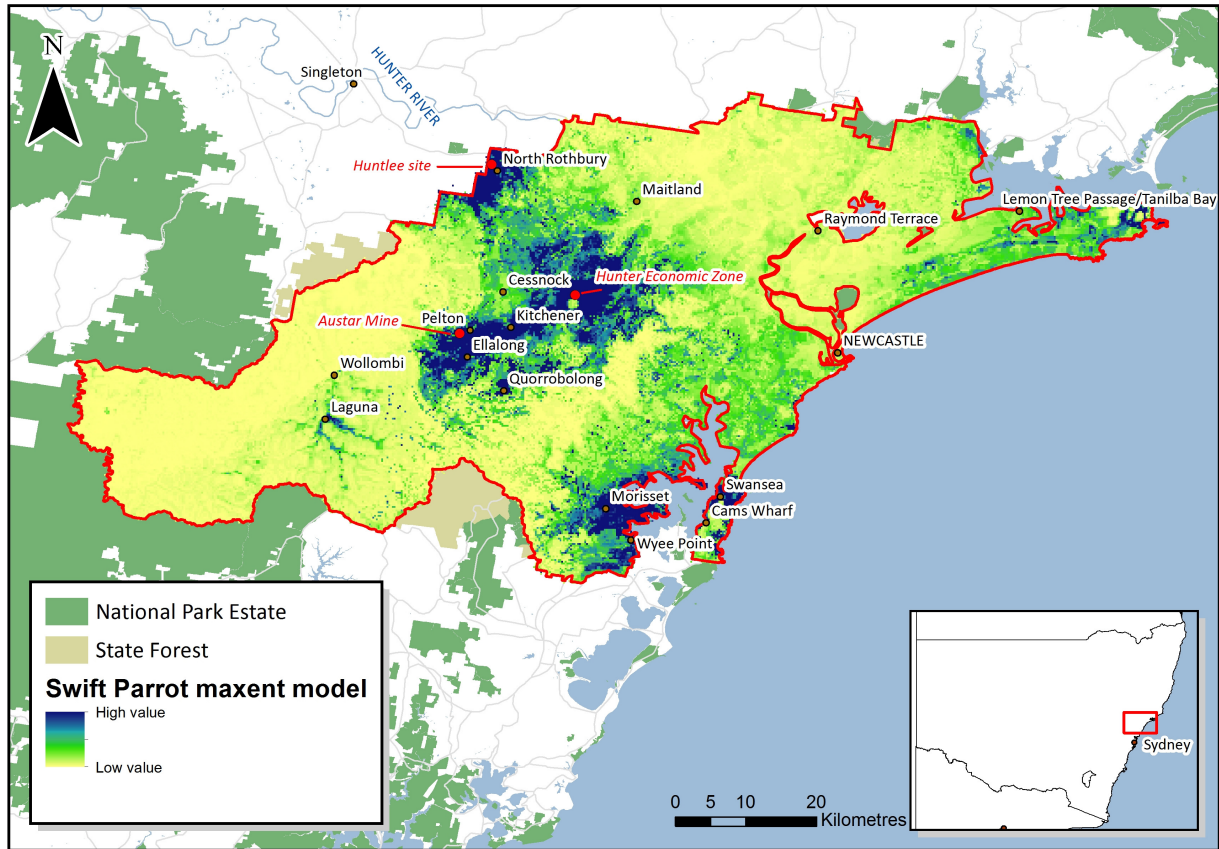 N
Singleton
HUNTER RIVER
Huntlee site
North Rothbury
Maitland
Lemon Tree Passage/Tanilba Bay
Raymond Terrace
Cessnock
Hunter Economic Zone
Austar Mine
Pelton
Kitchener
NEWCASTLE
Ellalong
Wollombi
Quorrobolong
Laguna
Swansea
Morisset
Cams Wharf
Wyee Point
National Park Estate
State Forest
Swift Parrot maxent model
High value
Low value
0 5 10 20
Kilometres
Sydney